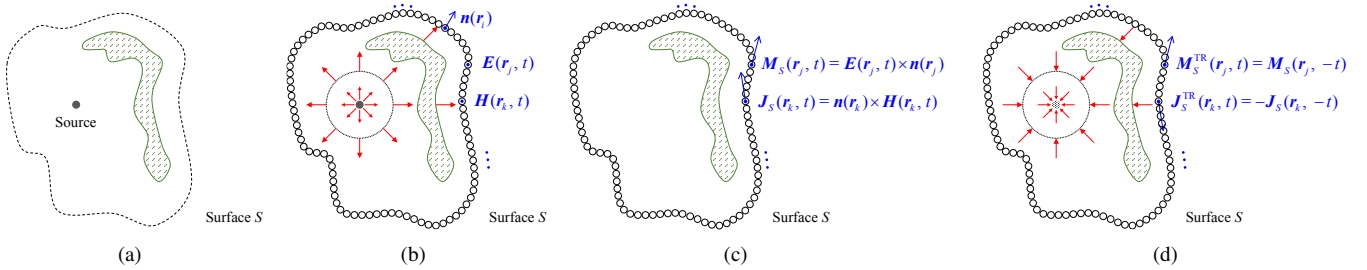 Source
Surface S
(a)
n(r_i)
E(r_j, t)
H(r_k, t)
Surface S
(b)
M_S(r_j, t) = E(r_j, t)×n(r_j)
J_S(r_k, t) = n(r_k)×H(r_k, t)
Surface S
(c)
M_S^TR(r_j, t) = M_S(r_j, −t)
J_S^TR(r_k, t) = −J_S(r_k, −t)
Surface S
(d)